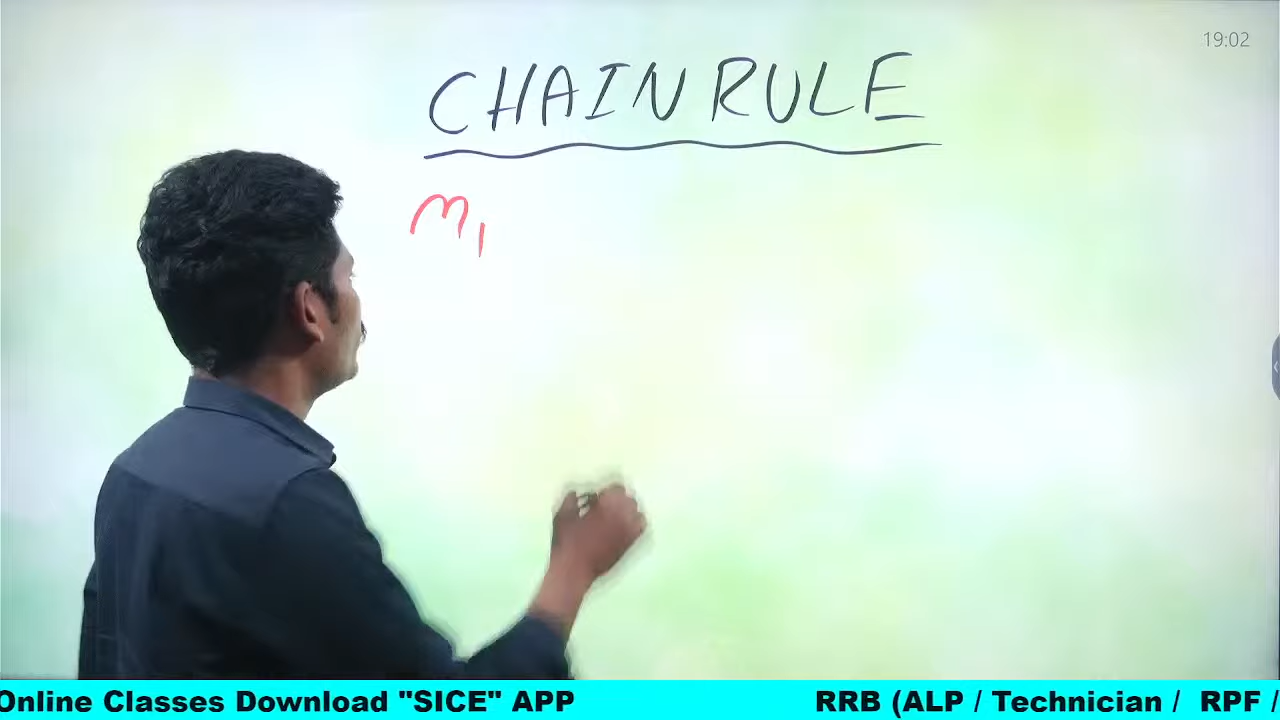 19:02
CHAIN RULE
M1
Online Classes Download "SICE" APP RRB (ALP / Technician / RPF /